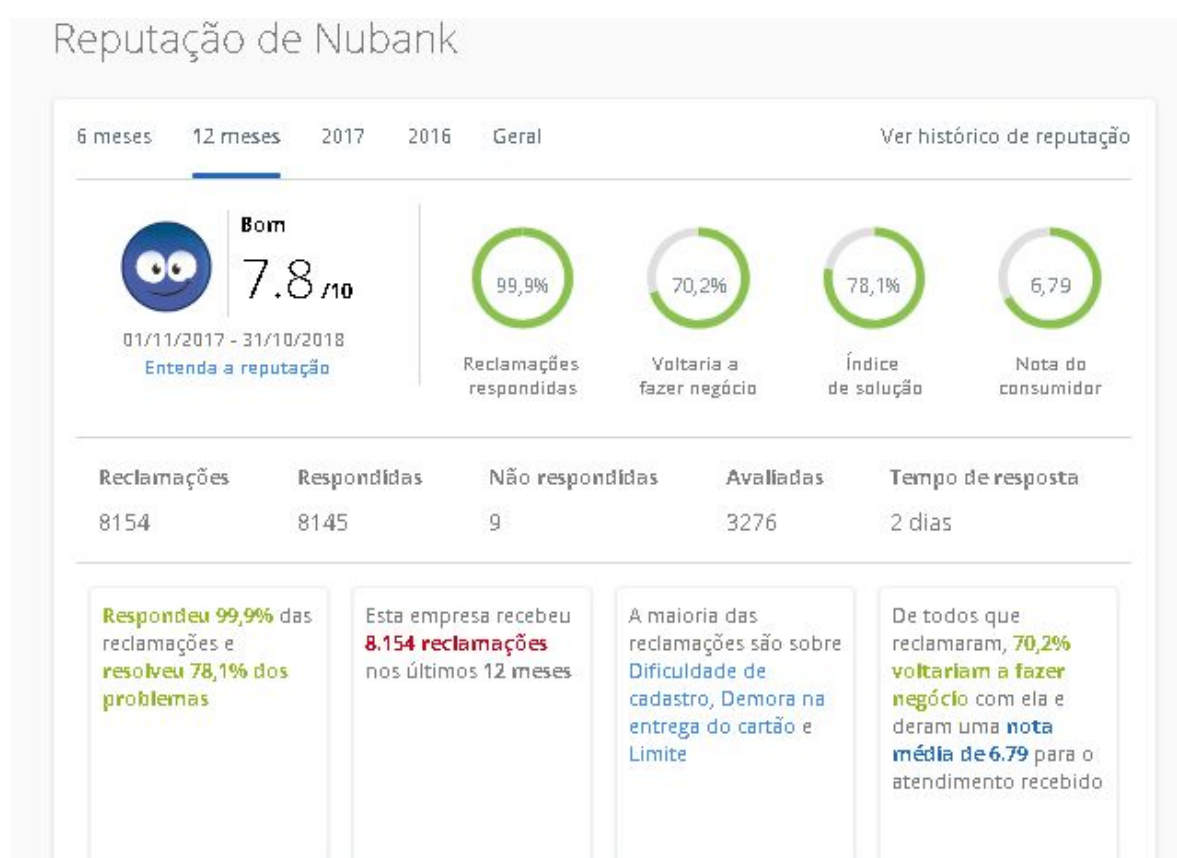 Reputação de Nubank
6 meses 12 meses 2017 2016 Geral Ver histórico de reputação
Bom
7.8 /10
01/11/2017 - 31/10/2018
Entenda a reputação
99,9% 70,2% 78,1% 6,79
Reclamações Voltaria a Índice Nota do
respondidas fazer negócio de solução consumidor
Reclamações Respondidas Não respondidas Avaliadas Tempo de resposta
8154 8145 9 3276 2 dias
Respondeu 99,9% das
reclamações e
resolveu 78,1% dos
problemas
Esta empresa recebeu
8.154 reclamações
nos últimos 12 meses
A maioria das
reclamações são sobre
Dificuldade de
cadastro, Demora na
entrega do cartão e
Limite
De todos que
reclamaram, 70,2%
voltariam a fazer
negócio com ela e
deram uma nota
média de 6.79 para o
atendimento recebido